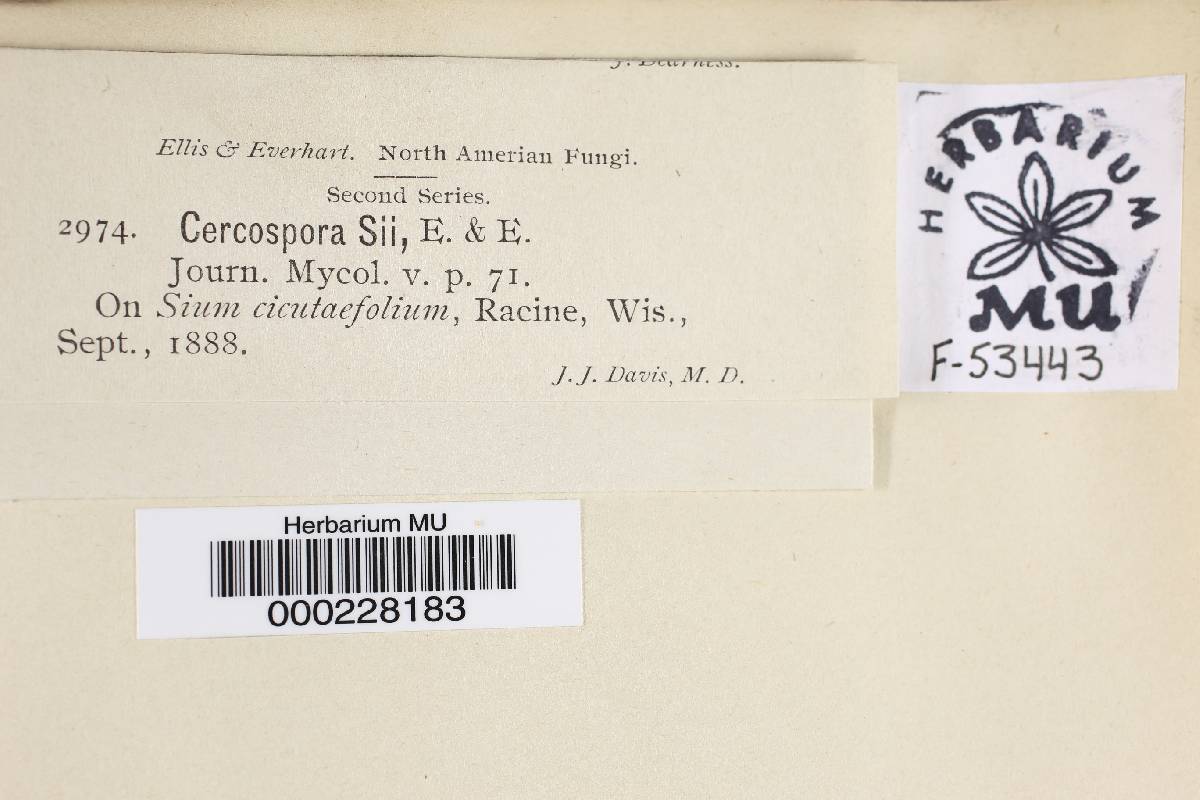 J. Dearness.
Ellis & Everhart. North Amerian Fungi.
Second Series.
2974. Cercospora Sii, E. & E.
Journ. Mycol. v. p. 71.
On Sium cicutaefolium, Racine, Wis.,
Sept., 1888.
J. J. Davis, M. D.
HERBARIUM
MU
F-53443
Herbarium MU
000228183